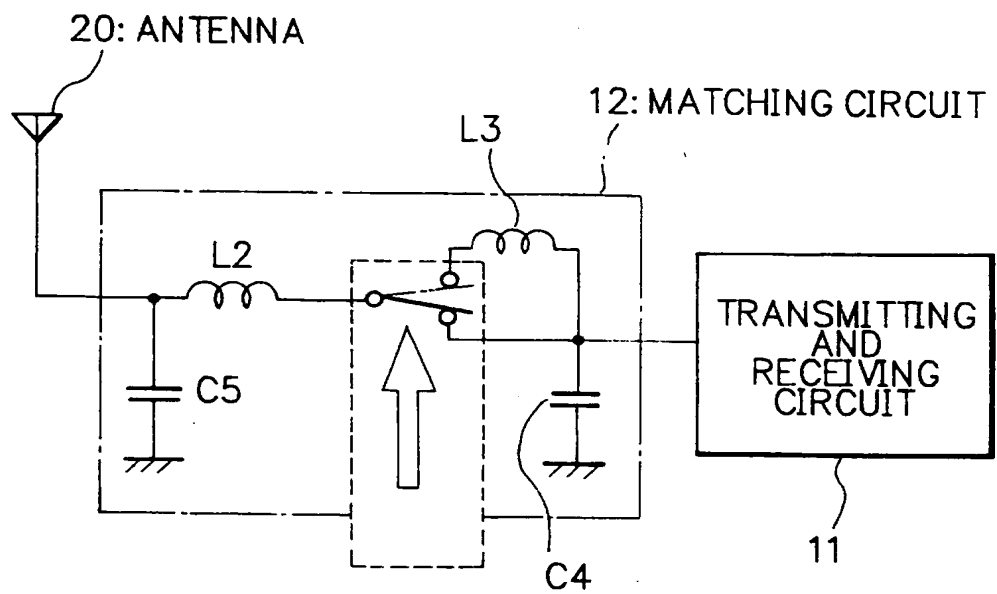 20: ANTENNA
12: MATCHING CIRCUIT
L3
L2
C5
TRANSMITTING
AND
RECEIVING
CIRCUIT
11
C4